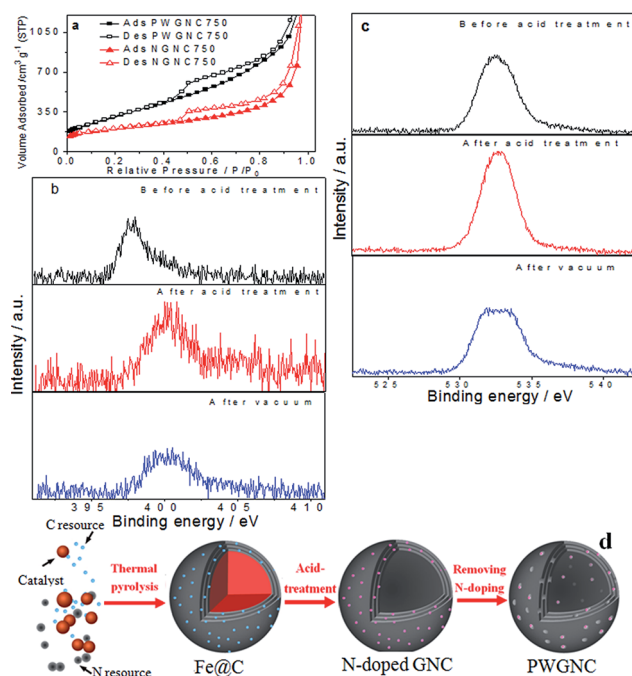 a
Ads PWGNC750
Des PWGNC750
Ads NGNC750
Des NGNC750
Volume Adsorbed /cm³ g⁻¹ (STP)
1050
700
350
0
0.0 0.2 0.4 0.6 0.8 1.0
Relative Pressure / P/P₀
b
Before acid treatment
After acid treatment
After vacuum
Intensity / a.u.
395 400 405 410
Binding energy / eV
c
Before acid treatment
After acid treatment
After vacuum
Intensity / a.u.
525 530 535 540
Binding energy / eV
d
C resource
Catalyst
N resource
Thermal
pyrolysis
Fe@C
Acid-
treatment
N-doped GNC
Removing
N-doping
PWGNC